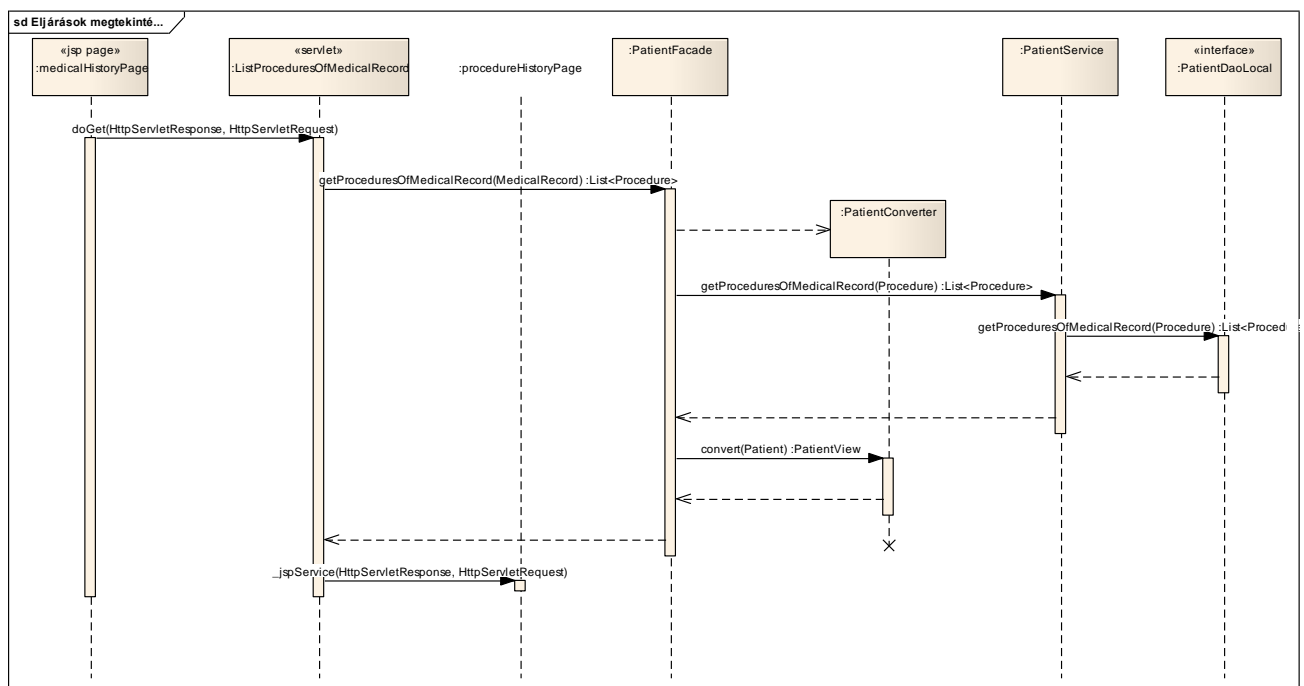 sd Eljárások megtekinté...
«jsp page»
:medicalHistoryPage
«servlet»
:ListProceduresOfMedicalRecord
:procedureHistoryPage
:PatientFacade
:PatientService
«interface»
:PatientDaoLocal
doGet(HttpServletResponse, HttpServletRequest)
getProceduresOfMedicalRecord(MedicalRecord) :List<Procedure>
:PatientConverter
getProceduresOfMedicalRecord(Procedure) :List<Procedure>
getProceduresOfMedicalRecord(Procedure) :List<Procedu
convert(Patient) :PatientView
_jspService(HttpServletResponse, HttpServletRequest)